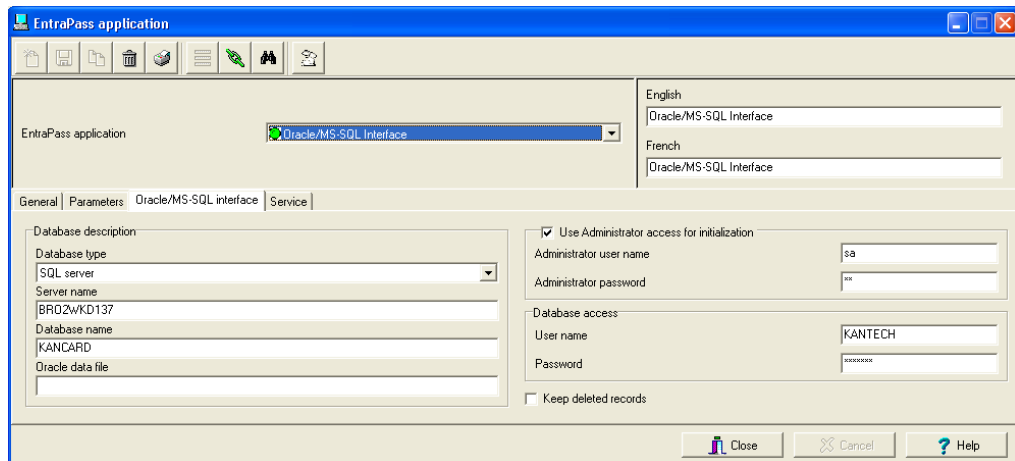 EntraPass application
English
Oracle/MS-SQL Interface
EntraPass application
Oracle/MS-SQL Interface
French
Oracle/MS-SQL Interface
General
Parameters
Oracle/MS-SQL interface
Service
Database description
Database type
SQL server
Server name
BRO2WKD137
Database name
KANCARD
Oracle data file
Use Administrator access for initialization
Administrator user name
sa
Administrator password
**
Database access
User name
KANTECH
Password
*******
Keep deleted records
Close
Cancel
Help